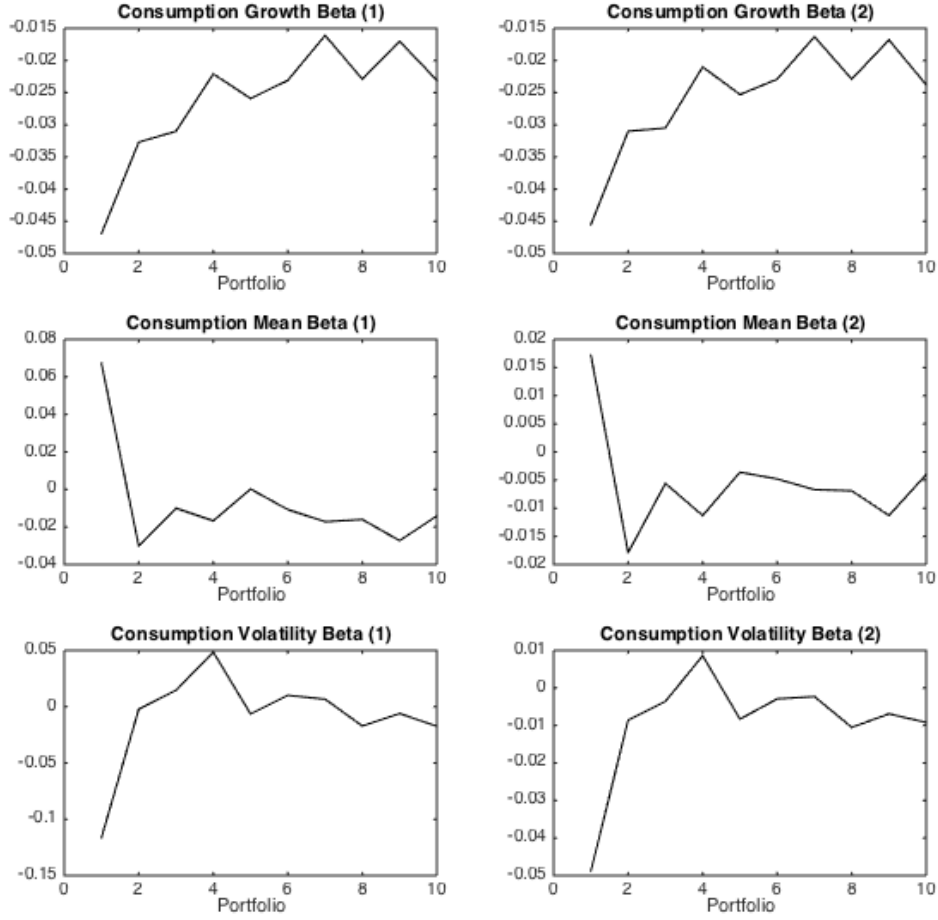 Consumption Growth Beta (1)
-0.015
-0.02
-0.025
-0.03
-0.035
-0.04
-0.045
-0.05
0 2 4 6 8 10
Portfolio
Consumption Growth Beta (2)
-0.015
-0.02
-0.025
-0.03
-0.035
-0.04
-0.045
-0.05
0 2 4 6 8 10
Portfolio
Consumption Mean Beta (1)
0.08
0.06
0.04
0.02
0
-0.02
-0.04
0 2 4 6 8 10
Portfolio
Consumption Mean Beta (2)
0.02
0.015
0.01
0.005
0
-0.005
-0.01
-0.015
-0.02
0 2 4 6 8 10
Portfolio
Consumption Volatility Beta (1)
0.05
0
-0.05
-0.1
-0.15
0 2 4 6 8 10
Portfolio
Consumption Volatility Beta (2)
0.01
0
-0.01
-0.02
-0.03
-0.04
-0.05
0 2 4 6 8 10
Portfolio